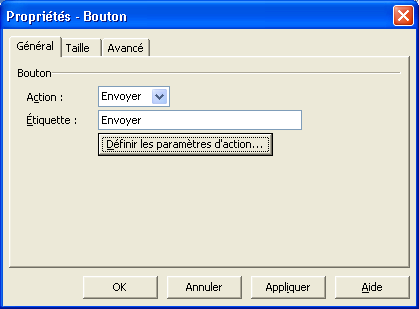 Propriétés - Bouton
Général Taille Avancé
Bouton
Action : Envoyer
Étiquette : Envoyer
Définir les paramètres d'action...
OK Annuler Appliquer Aide